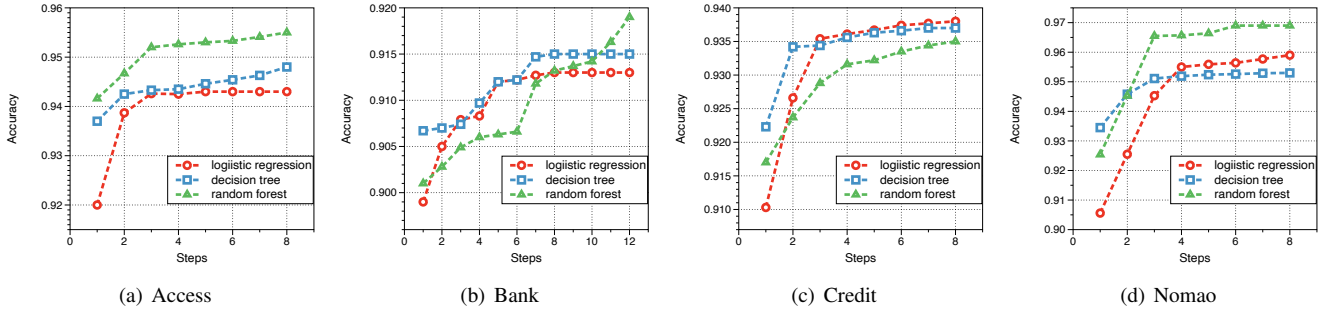 0.96
0.95
0.94
0.93
0.92
Accuracy
logiistic regression
decision tree
random forest
0 2 4 6 8
Steps
(a) Access
0.920
0.915
0.910
0.905
0.900
Accuracy
logiistic regression
decision tree
random forest
0 2 4 6 8 10 12
Steps
(b) Bank
0.940
0.935
0.930
0.925
0.920
0.915
0.910
Accuracy
logiistic regression
decision tree
random forest
0 2 4 6 8
Steps
(c) Credit
0.97
0.96
0.95
0.94
0.93
0.92
0.91
0.90
Accuracy
logiistic regression
decision tree
random forest
0 2 4 6 8
Steps
(d) Nomao